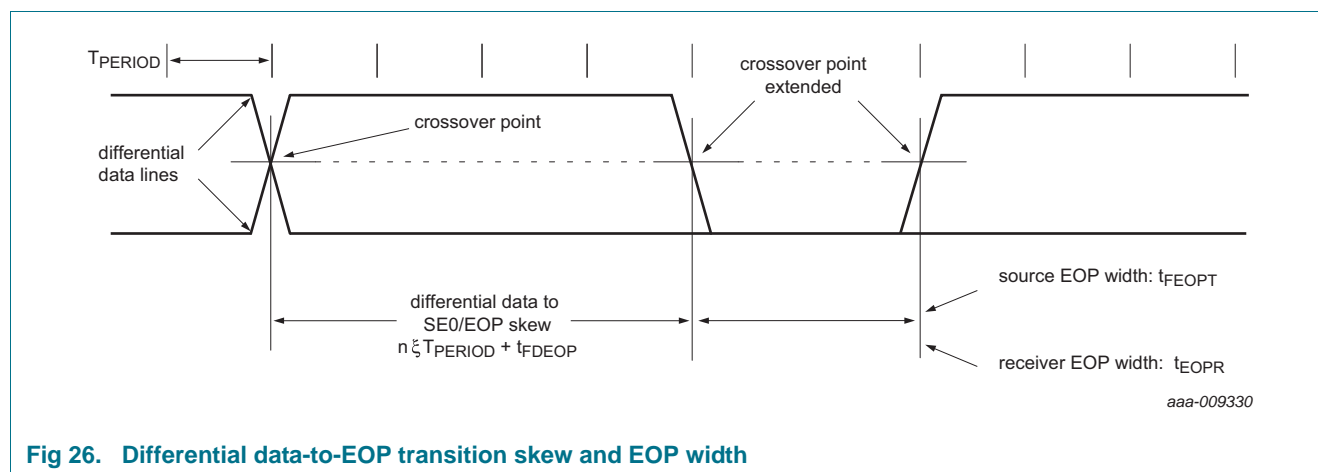 TPERIOD
crossover point
extended
crossover point
differential
data lines
differential data to
SE0/EOP skew
n ξ TPERIOD + tFDEOP
source EOP width: tFEOPT
receiver EOP width: tEOPR
aaa-009330
Fig 26. Differential data-to-EOP transition skew and EOP width